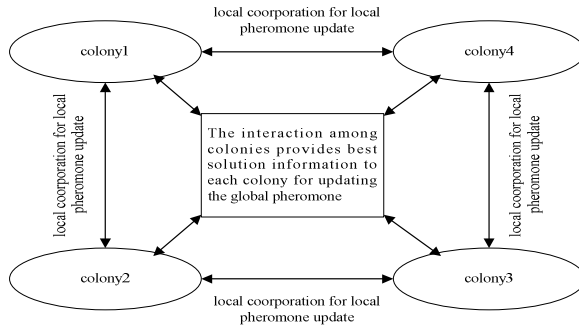 local coorporation for local
pheromone update
colony1
colony4
local coorporation for local
pheromone update
The interaction among
colonies provides best
solution information to
each colony for updating
the global pheromone
local coorporation for local
pheromone update
colony2
colony3
local coorporation for local
pheromone update